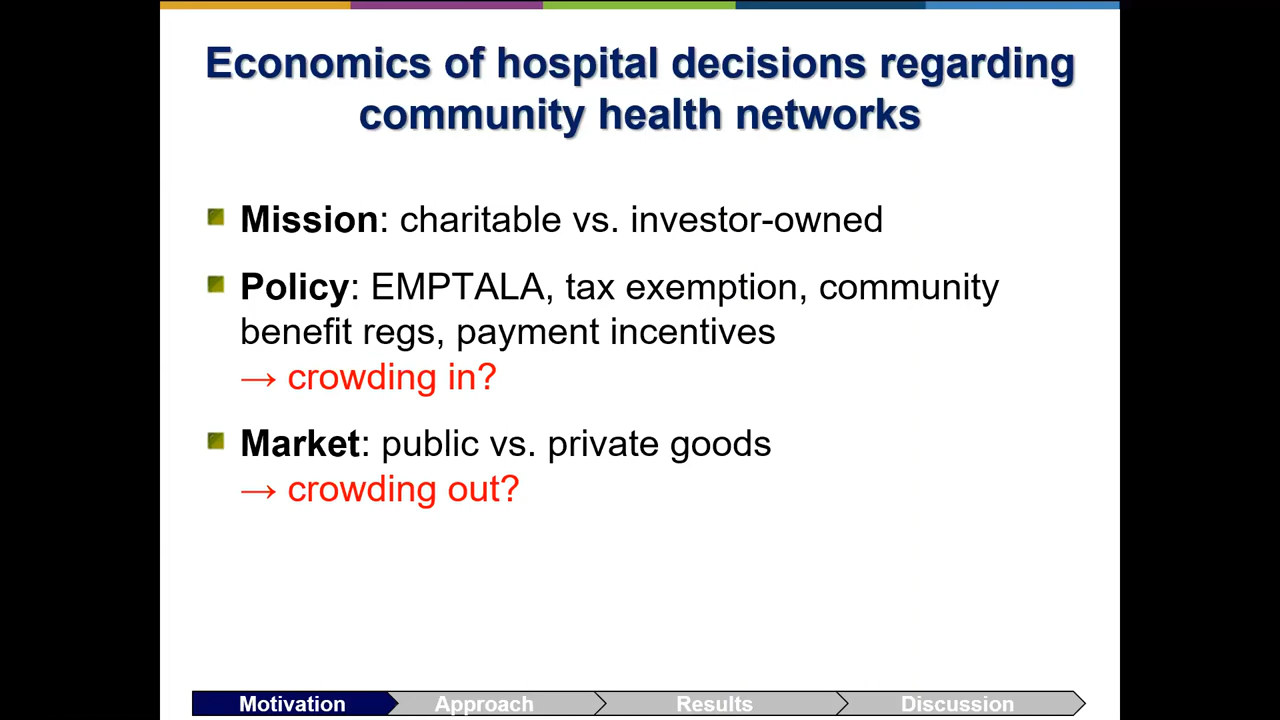 Economics of hospital decisions regarding
community health networks
Mission: charitable vs. investor-owned
Policy: EMPTALA, tax exemption, community
benefit regs, payment incentives
→ crowding in?
Market: public vs. private goods
→ crowding out?
Motivation Approach Results Discussion